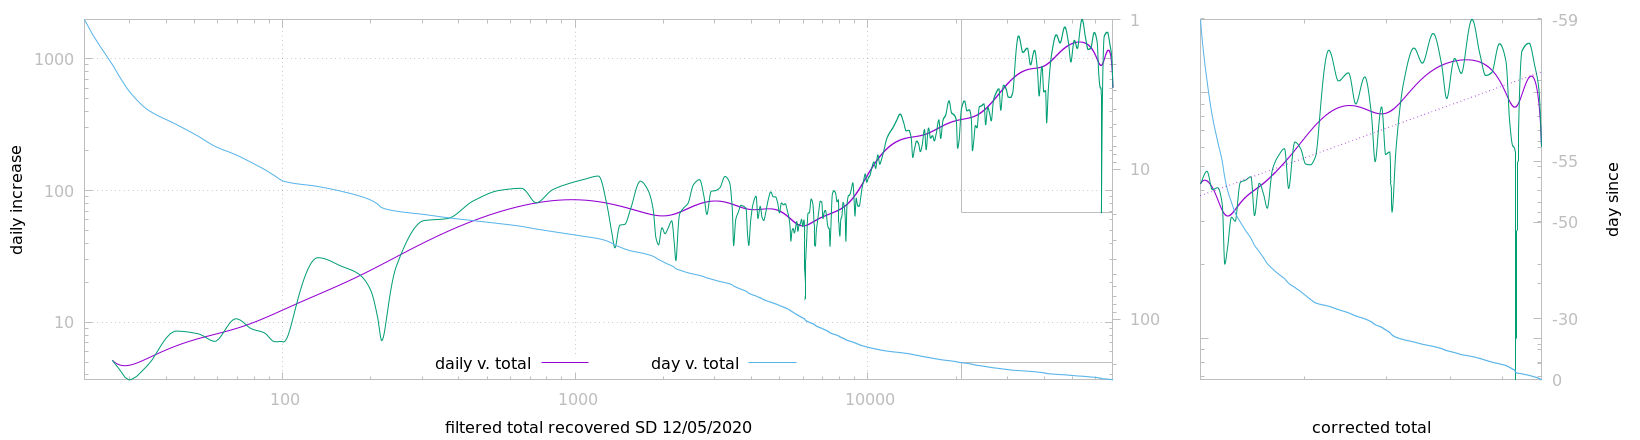 1000
100
10
daily increase
1
10
100
daily v. total
day v. total
100
1000
10000
filtered total recovered SD 12/05/2020
-59
-55
-50
-30
0
day since
corrected total